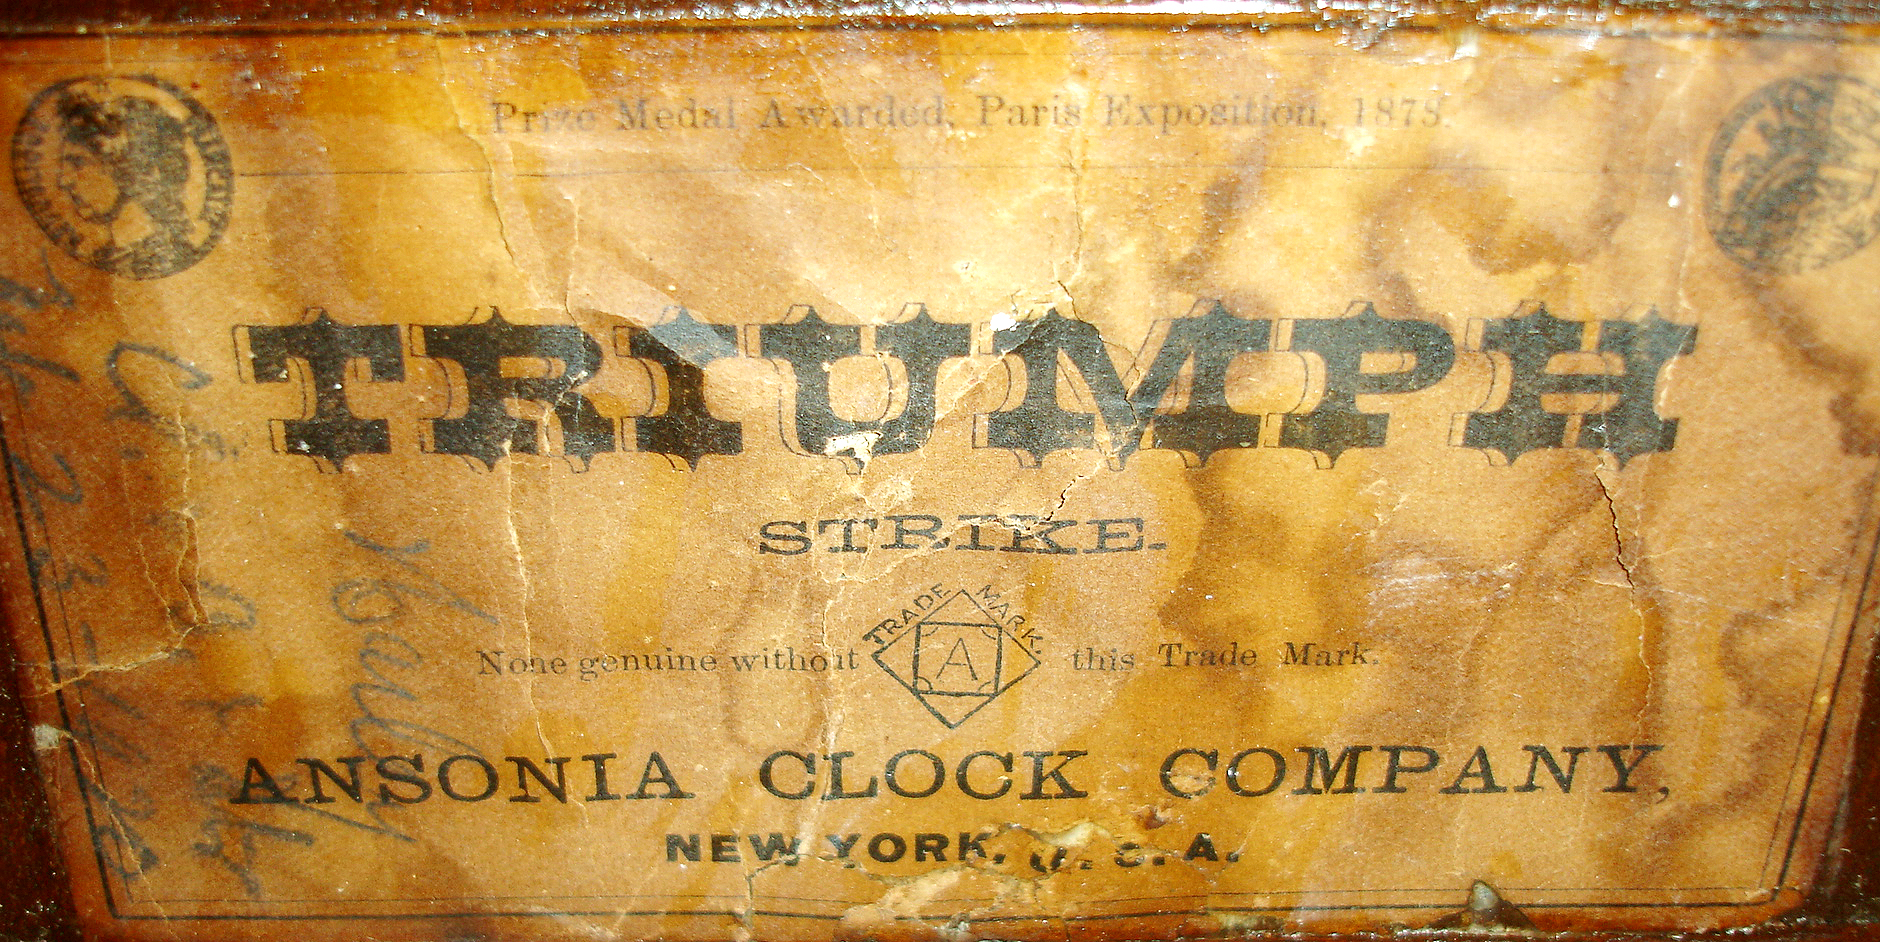 Prize Medal Awarded, Paris Exposition, 1878.
TRIUMPH
STRIKE.
TRADE MARK.
A
None genuine without this Trade Mark.
ANSONIA CLOCK COMPANY,
NEW YORK, U. S. A.